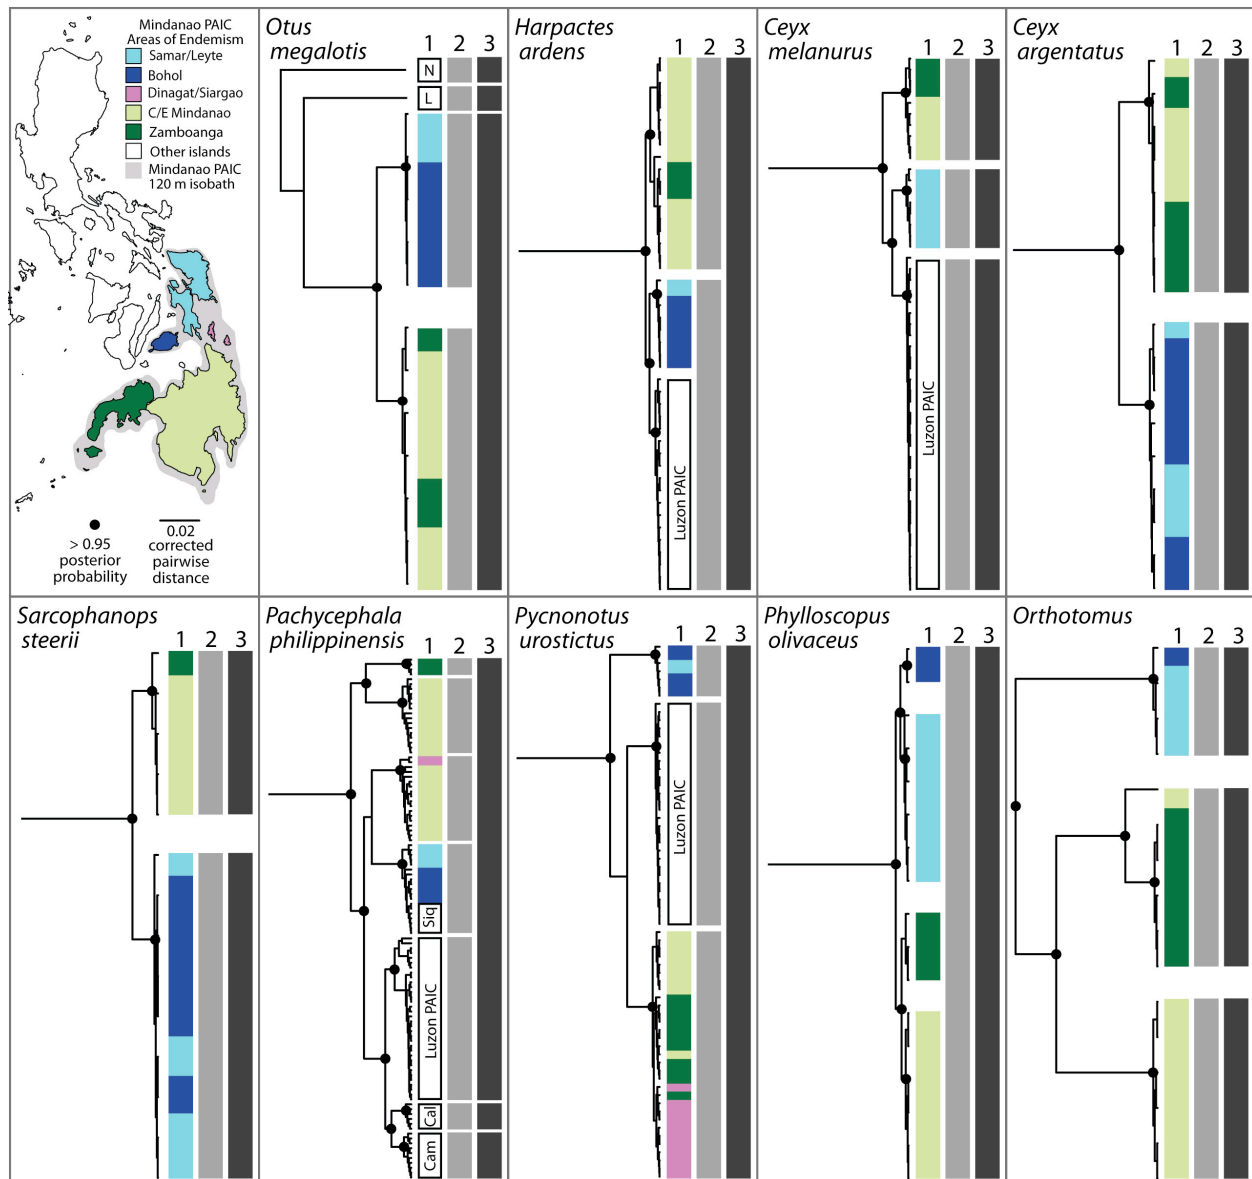 Mindanao PAIC
Areas of Endemism
Samar/Leyte
Bohol
Dinagat/Siargao
C/E Mindanao
Zamboanga
Other islands
Mindanao PAIC
120 m isobath
> 0.95
posterior
probability
0.02
corrected
pairwise
distance
Otus
megalotis
1 2 3
N
L
Harpactes
ardens
1 2 3
Luzon PAIC
Ceyx
melanurus
1 2 3
Luzon PAIC
Ceyx
argentatus
1 2 3
Sarcophanops
steerii
1 2 3
Pachycephala
philippinensis
1 2 3
Siq
Luzon PAIC
Cal
Cam
Pycnonotus
urostictus
1 2 3
Luzon PAIC
Phylloscopus
olivaceus
1 2 3
Orthotomus
1 2 3